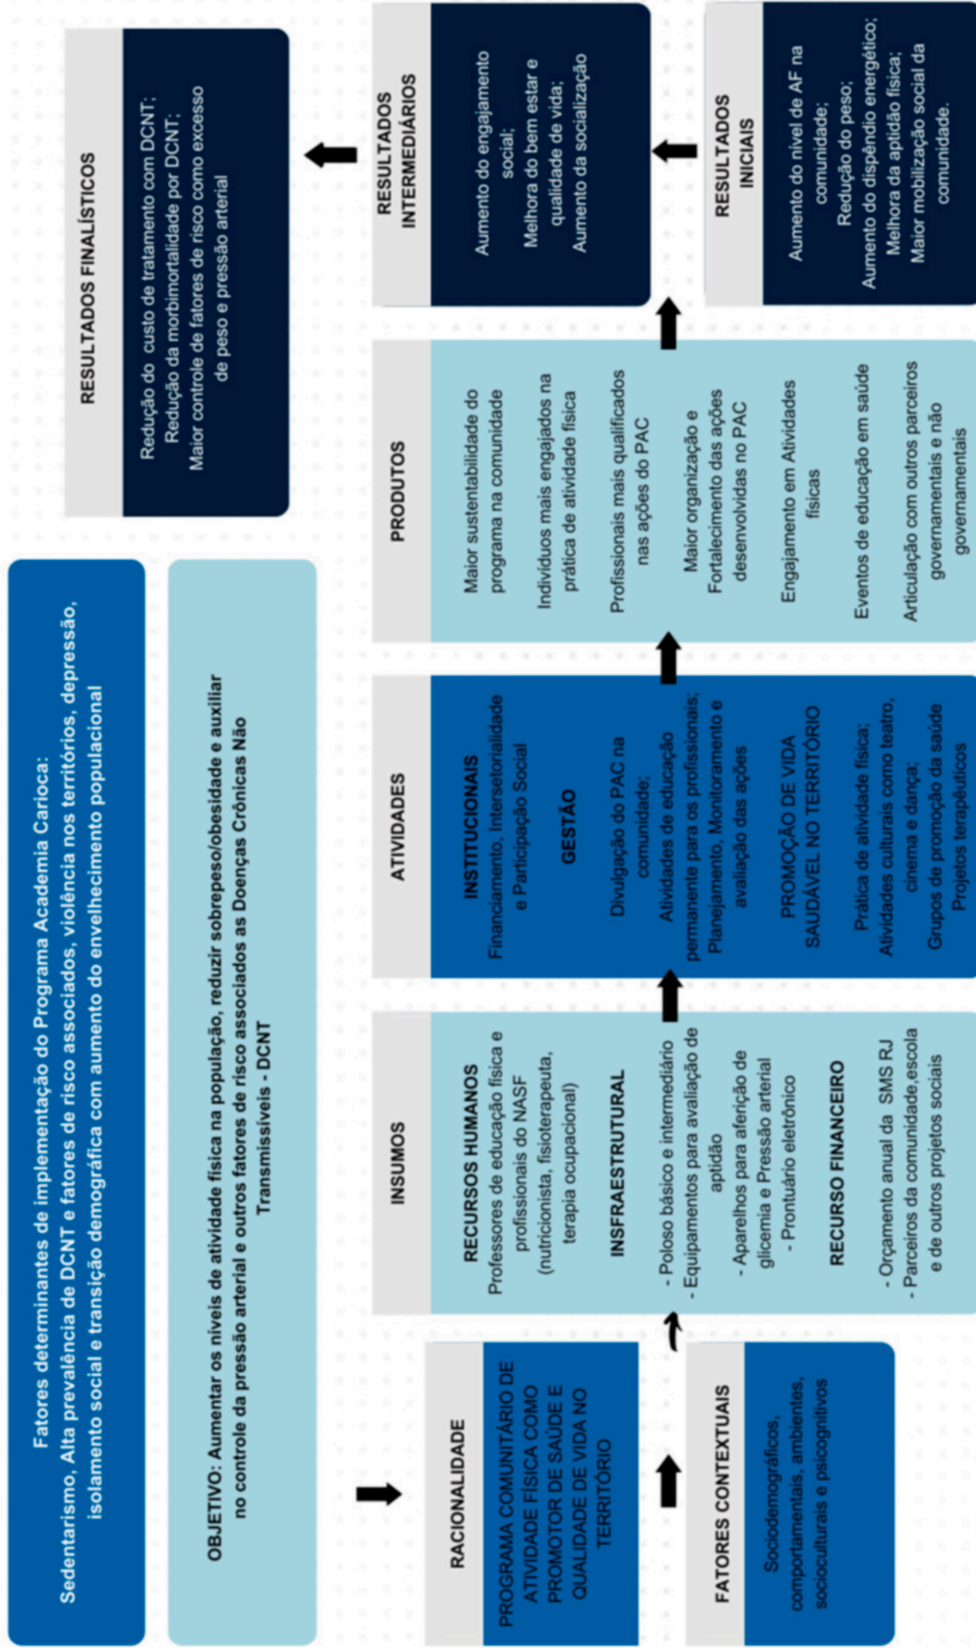 Fatores determinantes de implementação do Programa Academia Carioca:
Sedentarismo, Alta prevalência de DCNT e fatores de risco associados, violência nos territórios, depressão,
isolamento social e transição demográfica com aumento do envelhecimento populacional
OBJETIVO: Aumentar os níveis de atividade física na população, reduzir sobrepeso/obesidade e auxiliar
no controle da pressão arterial e outros fatores de risco associados as Doenças Crônicas Não
Transmissíveis - DCNT
RACIONALIDADE
PROGRAMA COMUNITÁRIO DE
ATIVIDADE FÍSICA COMO
PROMOTOR DE SAÚDE E
QUALIDADE DE VIDA NO
TERRITÓRIO
FATORES CONTEXTUAIS
Sociodemográficos,
comportamentais, ambientes,
socioculturais e psicognitivos
INSUMOS
RECURSOS HUMANOS
Professores de educação física e
profissionais do NASF
(nutricionista, fisioterapeuta,
terapia ocupacional)
INSFRAESTRUTURAL
- Poloso básico e intermediário
- Equipamentos para avaliação de
aptidão
- Aparelhos para aferição de
glicemia e Pressão arterial
- Prontuário eletrônico
RECURSO FINANCEIRO
- Orçamento anual da SMS RJ
- Parceiros da comunidade,escola
e de outros projetos sociais
ATIVIDADES
INSTITUCIONAIS
Financiamento, Intersetorialidade
e Participação Social
GESTÃO
Divulgação do PAC na
comunidade;
Atividades de educação
permanente para os profissionais;
Planejamento, Monitoramento e
avaliação das ações
PROMOÇÃO DE VIDA
SAUDÁVEL NO TERRITÓRIO
Prática de atividade física;
Atividades culturais como teatro,
cinema e dança;
Grupos de promoção da saúde
Projetos terapêuticos
PRODUTOS
Maior sustentabilidade do
programa na comunidade
Indivíduos mais engajados na
prática de atividade física
Profissionais mais qualificados
nas ações do PAC
Maior organização e
Fortalecimento das ações
desenvolvidas no PAC
Engajamento em Atividades
físicas
Eventos de educação em saúde
Articulação com outros parceiros
governamentais e não
governamentais
RESULTADOS
INICIAIS
Aumento do nível de AF na
comunidade;
Redução do peso;
Aumento do dispêndio energético;
Melhora da aptidão física;
Maior mobilização social da
comunidade.
RESULTADOS
INTERMEDIÁRIOS
Aumento do engajamento
social;
Melhora do bem estar e
qualidade de vida;
Aumento da socialização
RESULTADOS FINALÍSTICOS
Redução do custo de tratamento com DCNT;
Redução da morbimortalidade por DCNT;
Maior controle de fatores de risco como excesso
de peso e pressão arterial